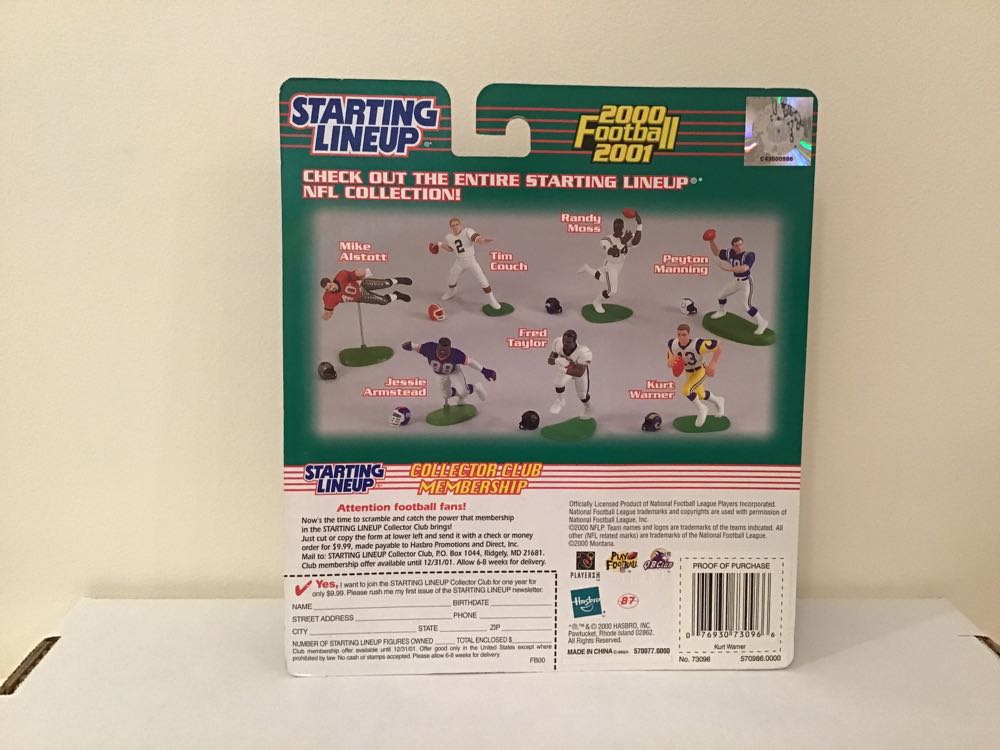 STARTING
LINEUP®*
2000
Football
2001
C43500986
CHECK OUT THE ENTIRE STARTING LINEUP®*
NFL COLLECTION!
Mike
Alstott
Tim
Couch
Randy
Moss
Peyton
Manning
Jessie
Armstead
Fred
Taylor
Kurt
Warner
STARTING
LINEUP
COLLECTOR CLUB
MEMBERSHIP
Attention football fans!
Now's the time to scramble and catch the power that membership
in the STARTING LINEUP Collector Club brings!
Just cut or copy the form at lower left and send it with a check or money
order for $9.99, made payable to Hasbro Promotions and Direct, Inc.
Mail to: STARTING LINEUP Collector Club, P.O. Box 1044, Ridgely, MD 21681.
Club membership offer available until 12/31/01. Allow 6-8 weeks for delivery.
Yes, I want to join the STARTING LINEUP Collector Club for one year for
only $9.99. Please rush me my first issue of the STARTING LINEUP newsletter.
NAME BIRTHDATE
STREET ADDRESS PHONE
CITY STATE ZIP
NUMBER OF STARTING LINEUP FIGURES OWNED TOTAL ENCLOSED $
Club membership offer available until 12/31/01. Offer good only in the United States except where
prohibited by law. No cash or stamps accepted. Please allow 6-8 weeks for delivery.
FB00
Officially Licensed Product of National Football League Players Incorporated.
National Football League trademarks and copyrights are used with permission of
National Football League, Inc.
©2000 NFLP. Team names and logos are trademarks of the teams indicated. All
other (NFL related marks) are trademarks of the National Football League.
©2000 Montana.
PLAYERS INC
PLAY
FOOTBALL
QB CLUB
Hasbro
87
*®,™ & © 2000 HASBRO, INC.
Pawtucket, Rhode Island 02862.
All Rights Reserved.
MADE IN CHINA 570077.0000
PROOF OF PURCHASE
0 76930 73096 6
Kurt Warner
No. 73096 570986.0000